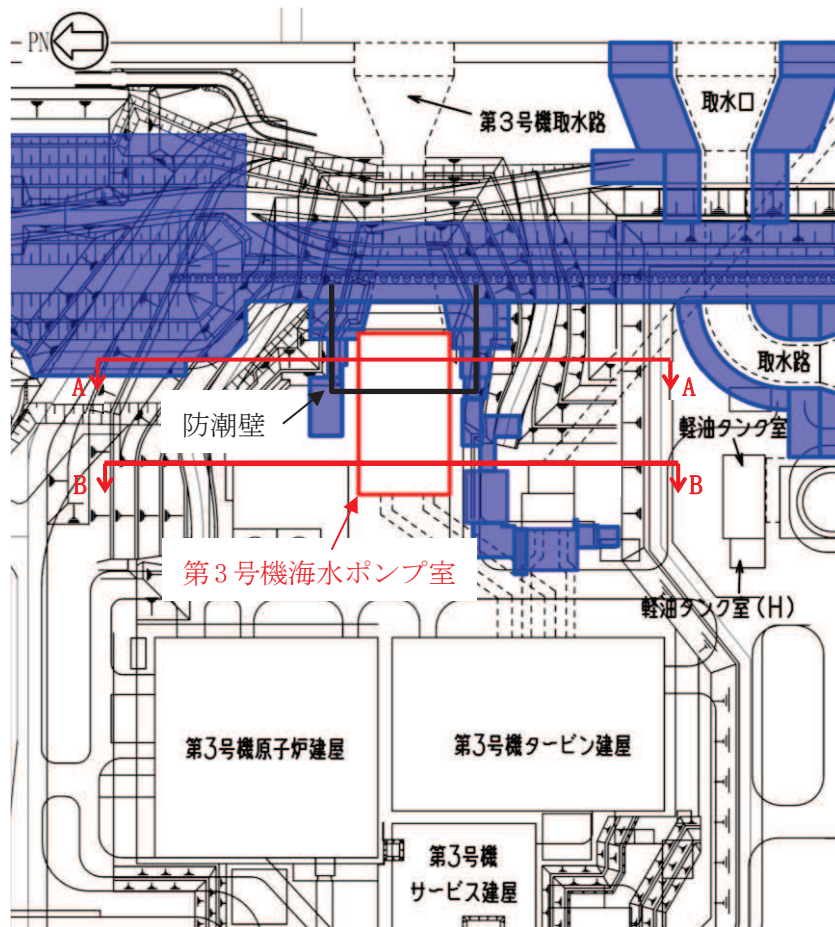 PN
第3号機取水路
取水口
A
A
取水路
防潮壁
軽油タンク室
B
B
第3号機海水ポンプ室
軽油タンク室(H)
第3号機原子炉建屋
第3号機タービン建屋
第3号機
サービス建屋